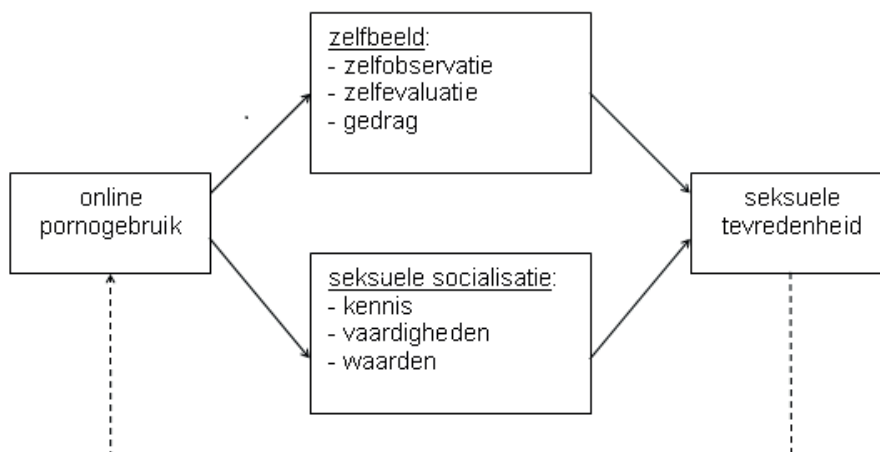 zelfbeeld:
- zelfobservatie
- zelfevaluatie
- gedrag
online
pornogebruik
seksuele
tevredenheid
seksuele socialisatie:
- kennis
- vaardigheden
- waarden